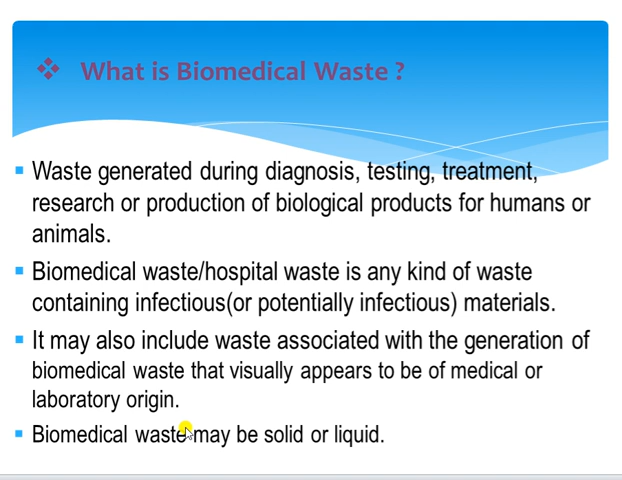 What is Biomedical Waste ?
Waste generated during diagnosis, testing, treatment,
research or production of biological products for humans or
animals.
Biomedical waste/hospital waste is any kind of waste
containing infectious(or potentially infectious) materials.
It may also include waste associated with the generation of
biomedical waste that visually appears to be of medical or
laboratory origin.
Biomedical waste may be solid or liquid.